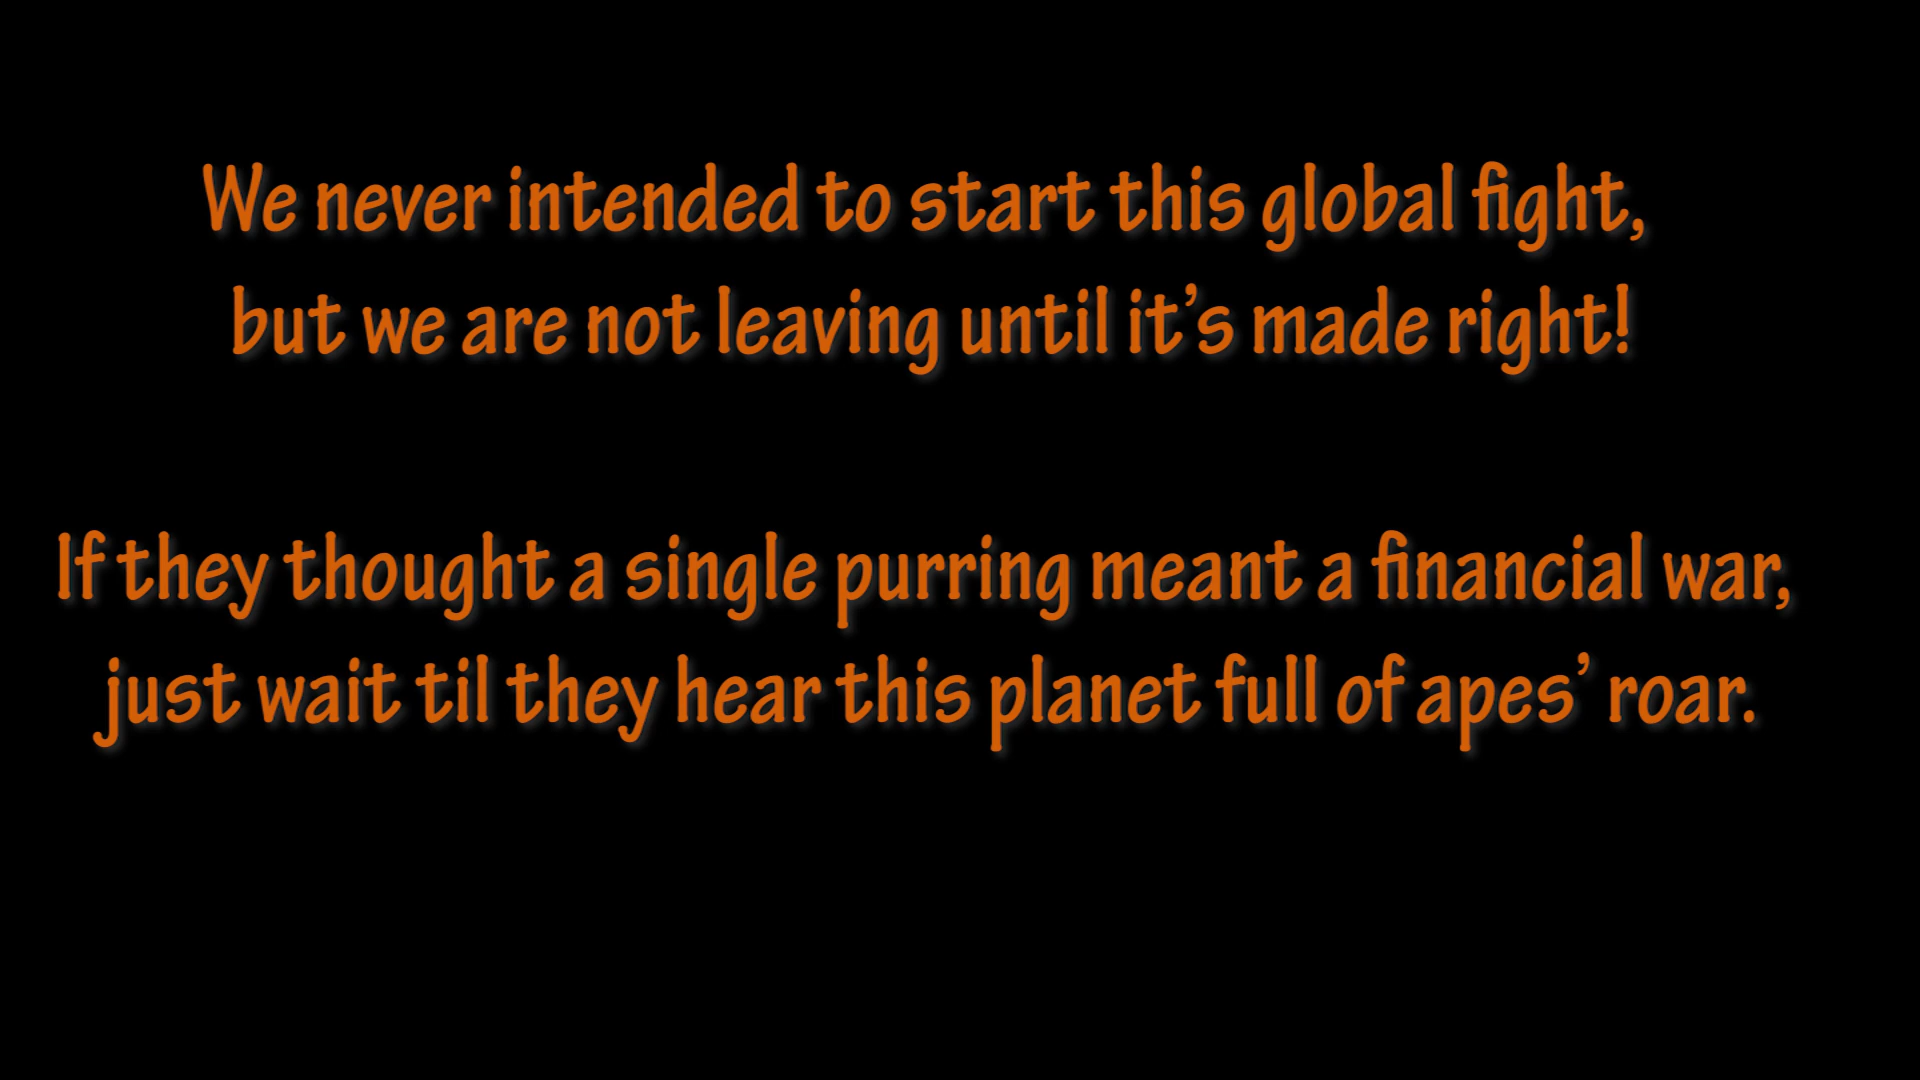 We never intended to start this global fight,
but we are not leaving until it’s made right!
If they thought a single purring meant a financial war,
just wait til they hear this planet full of apes’ roar.